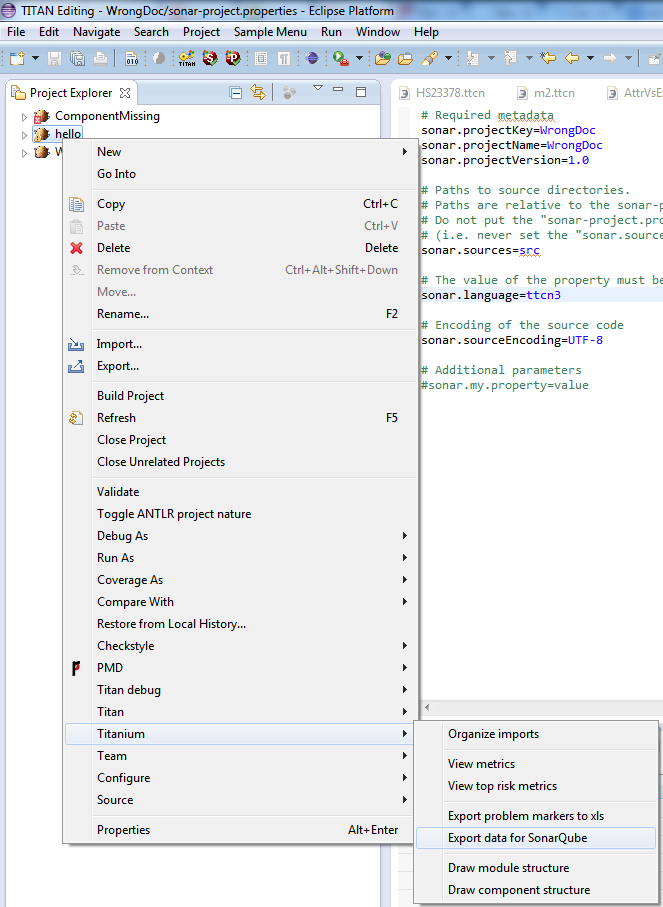 TITAN Editing - WrongDoc/sonar-project.properties - Eclipse Platform
File Edit Navigate Search Project Sample Menu Run Window Help
010 TITAN
Project Explorer
HS23378.ttcn m2.ttcn AttrVsEx
ComponentMissing
hello
W
# Required metadata
sonar.projectKey=WrongDoc
sonar.projectName=WrongDoc
sonar.projectVersion=1.0
# Paths to source directories.
# Paths are relative to the sonar-p
# Do not put the "sonar-project.pro
# (i.e. never set the "sonar.source
sonar.sources=src
# The value of the property must be
sonar.language=ttcn3
# Encoding of the source code
sonar.sourceEncoding=UTF-8
# Additional parameters
#sonar.my.property=value
New
Go Into
Copy Ctrl+C
Paste Ctrl+V
Delete Delete
Remove from Context Ctrl+Alt+Shift+Down
Move...
Rename... F2
Import...
Export...
Build Project
Refresh F5
Close Project
Close Unrelated Projects
Validate
Toggle ANTLR project nature
Debug As
Run As
Coverage As
Compare With
Restore from Local History...
Checkstyle
PMD
Titan debug
Titan
Titanium
Team
Configure
Source
Properties Alt+Enter
Organize imports
View metrics
View top risk metrics
Export problem markers to xls
Export data for SonarQube
Draw module structure
Draw component structure